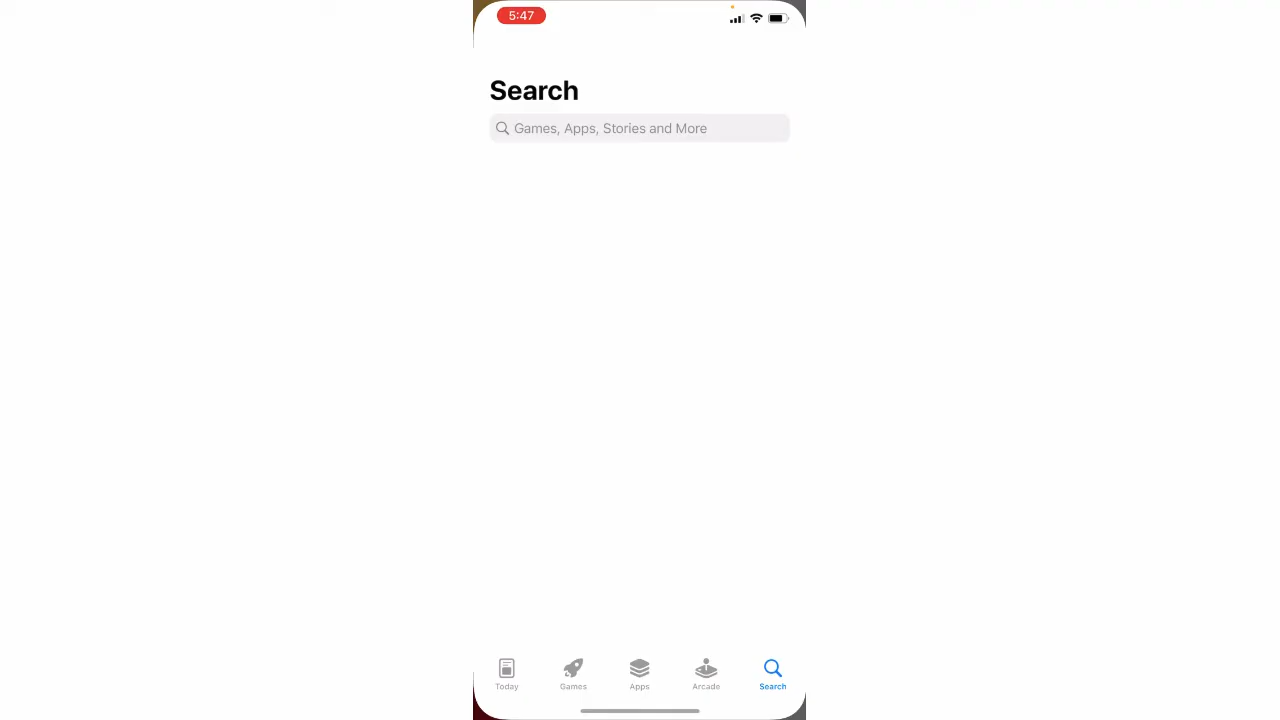 5:47
Search
Games, Apps, Stories and More
Today
Games
Apps
Arcade
Search